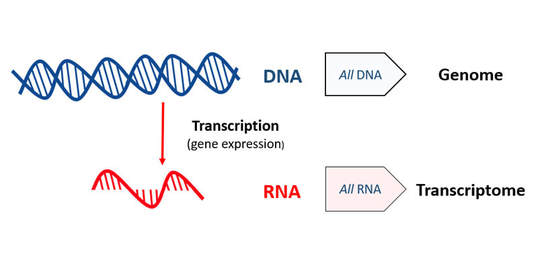 DNA
All DNA
Genome
Transcription
(gene expression)
RNA
All RNA
Transcriptome